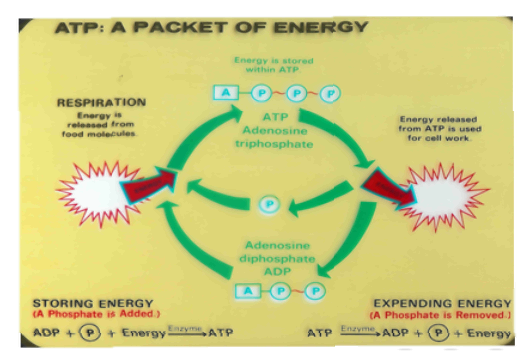 ATP: A PACKET OF ENERGY
Energy is stored
within ATP.
A P P P
RESPIRATION
Energy is
released from
food molecules.
ATP
Adenosine
triphosphate
Energy released
from ATP is used
for cell work.
P
Adenosine
diphosphate
ADP
A P P
STORING ENERGY
(A Phosphate is Added.)
ADP + P + Energy Enzyme ATP
EXPENDING ENERGY
(A Phosphate is Removed.)
ATP Enzyme ADP + P + Energy